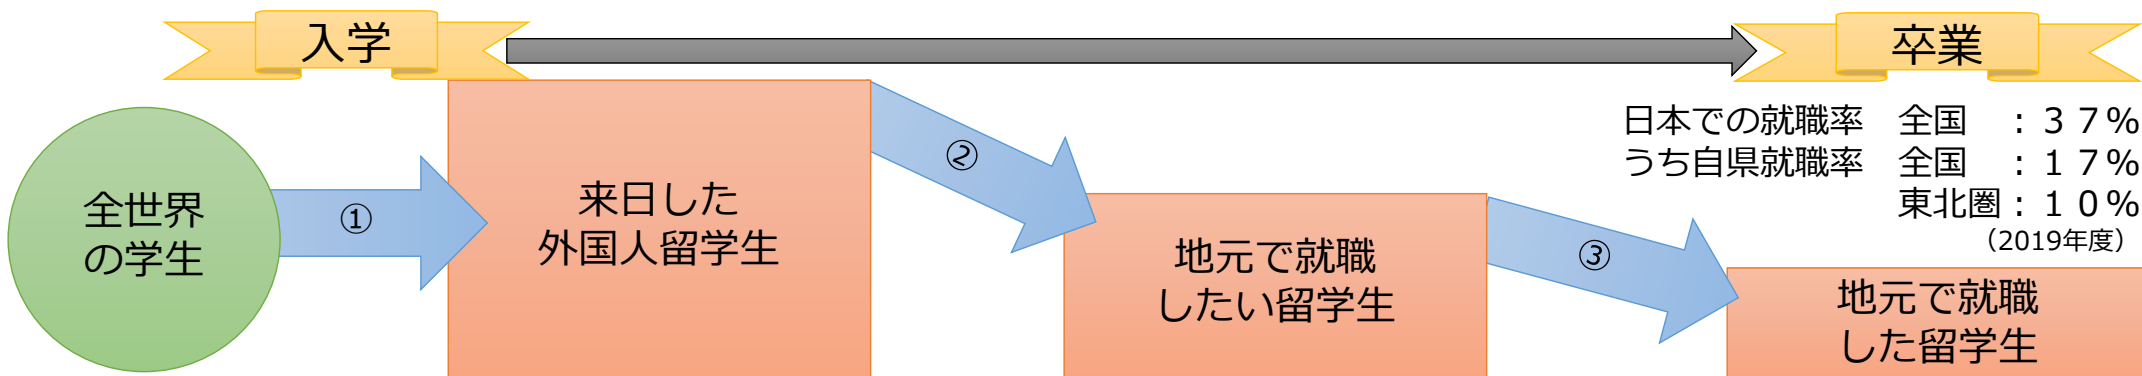 入学
卒業
日本での就職率　全国　：３７%
うち自県就職率　全国　：１７%
東北圏：１０%
（2019年度）
全世界
の学生
①
来日した
外国人留学生
②
地元で就職
したい留学生
③
地元で就職
した留学生